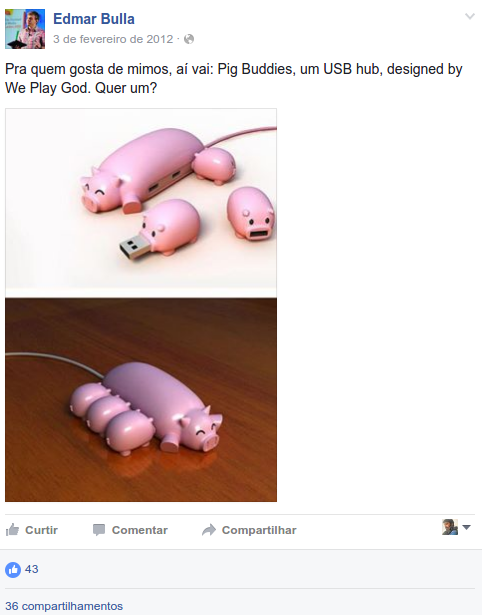 Edmar Bulla
3 de fevereiro de 2012 ·
Pra quem gosta de mimos, aí vai: Pig Buddies, um USB hub, designed by
We Play God. Quer um?
Curtir Comentar Compartilhar
43
36 compartilhamentos